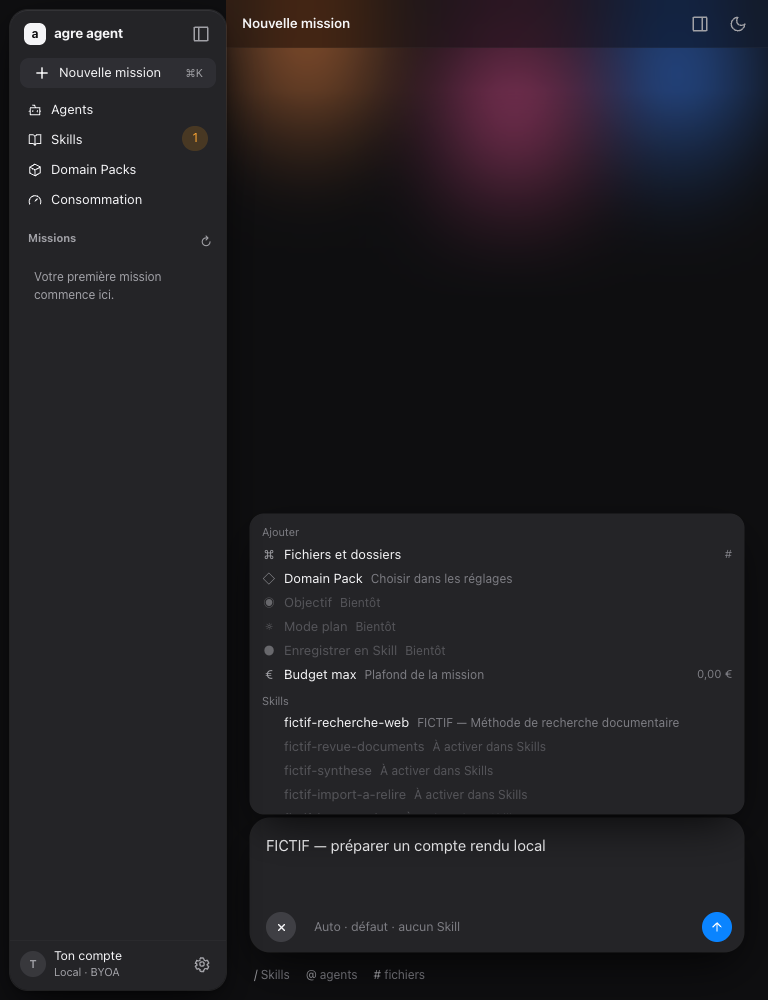 a agre agent
Nouvelle mission ⌘K
Agents
Skills 1
Domain Packs
Consommation
Missions
Votre première mission
commence ici.
Ton compte
T
Local · BYOA
Nouvelle mission
Ajouter
⌘ Fichiers et dossiers #
Domain Pack Choisir dans les réglages
Objectif Bientôt
Mode plan Bientôt
Enregistrer en Skill Bientôt
€ Budget max Plafond de la mission 0,00 €
Skills
fictif-recherche-web FICTIF — Méthode de recherche documentaire
fictif-revue-documents À activer dans Skills
fictif-synthese À activer dans Skills
fictif-import-a-relire À activer dans Skills
FICTIF — préparer un compte rendu local
Auto · défaut · aucun Skill
/ Skills @ agents # fichiers